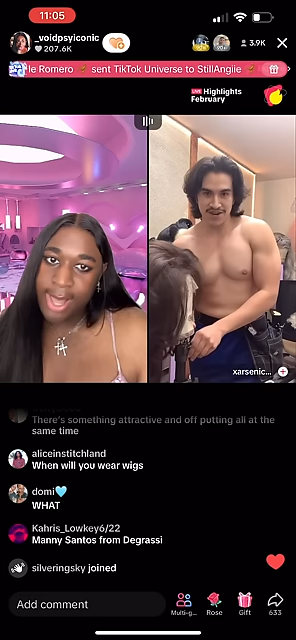 11:05
_voidpsyiconic
207.6K
3.9K
lle Romero sent TikTok Universe to StillAngiie
LIVE Highlights
February
xarsenic...
There's something attractive and off putting all at the
same time
aliceinstitchland
When will you wear wigs
domi🩵
WHAT
Kahris_Lowkey6/22
Manny Santos from Degrassi
silveringsky joined
Add comment
Multi-g...
Rose
Gift
633